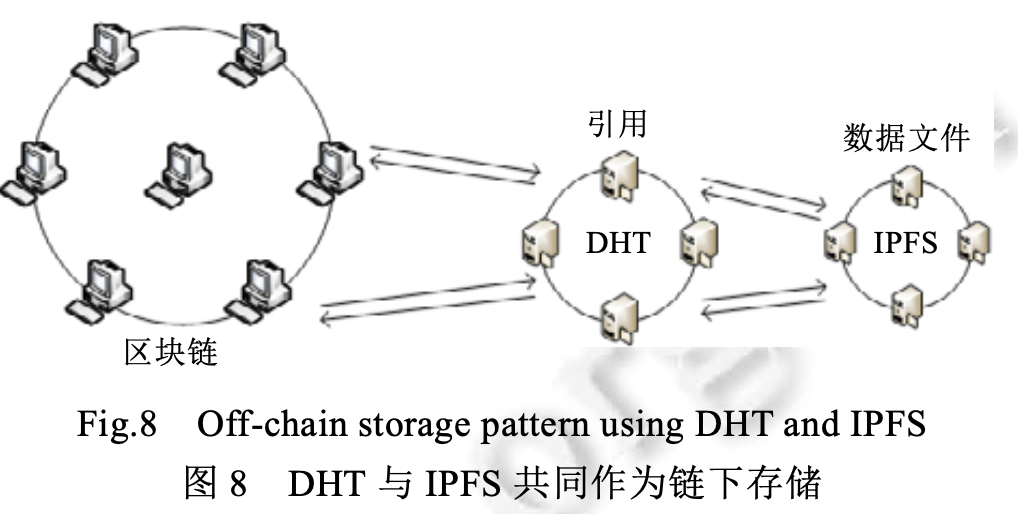 引用
数据文件
DHT
IPFS
区块链
Fig.8 Off-chain storage pattern using DHT and IPFS
图 8 DHT 与 IPFS 共同作为链下存储